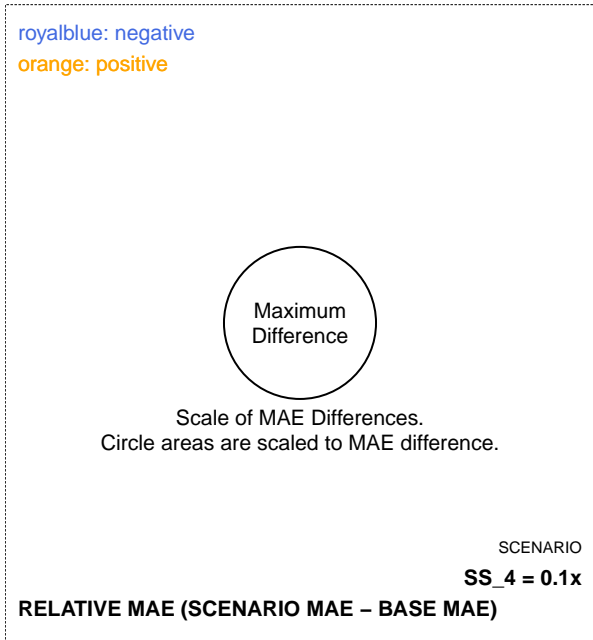 royalblue: negative
orange: positive
Maximum
Difference
Scale of MAE Differences.
Circle areas are scaled to MAE difference.
SCENARIO
SS_4 = 0.1x
RELATIVE MAE (SCENARIO MAE − BASE MAE)